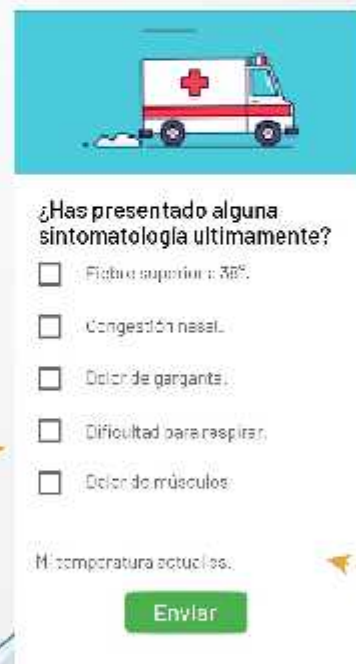 ¿Has presentado alguna
sintomatología ultimamente?
Fiebre superior a 38°.
Congestión nasal.
Dolor de garganta.
Dificultad para respirar.
Dolor de músculos
Mi temperatura actual es.
Enviar